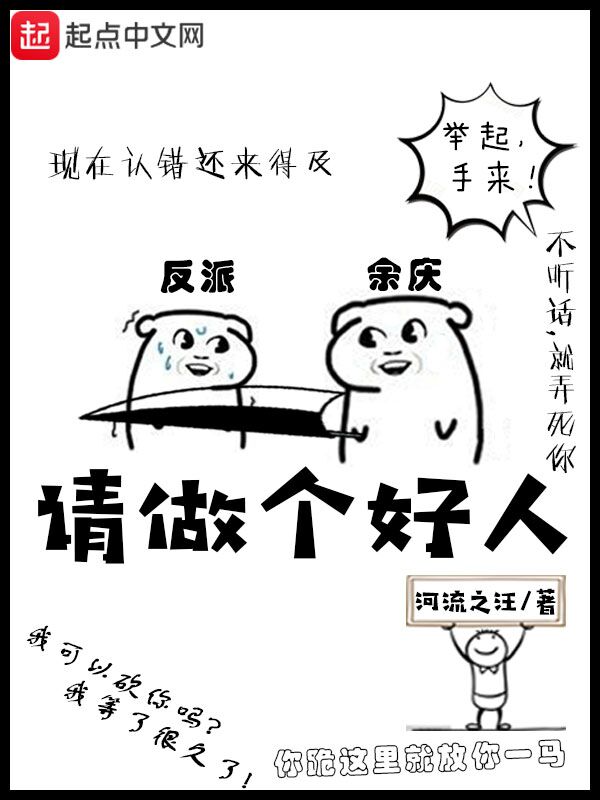 起 起点中文网
现在认错还来得及
举起,
手来!
不听话,就弄死你
反派
余庆
请做个好人
河流之汪/著
我可以砍你吗?
我等了很久了!
你跪这里就放你一马